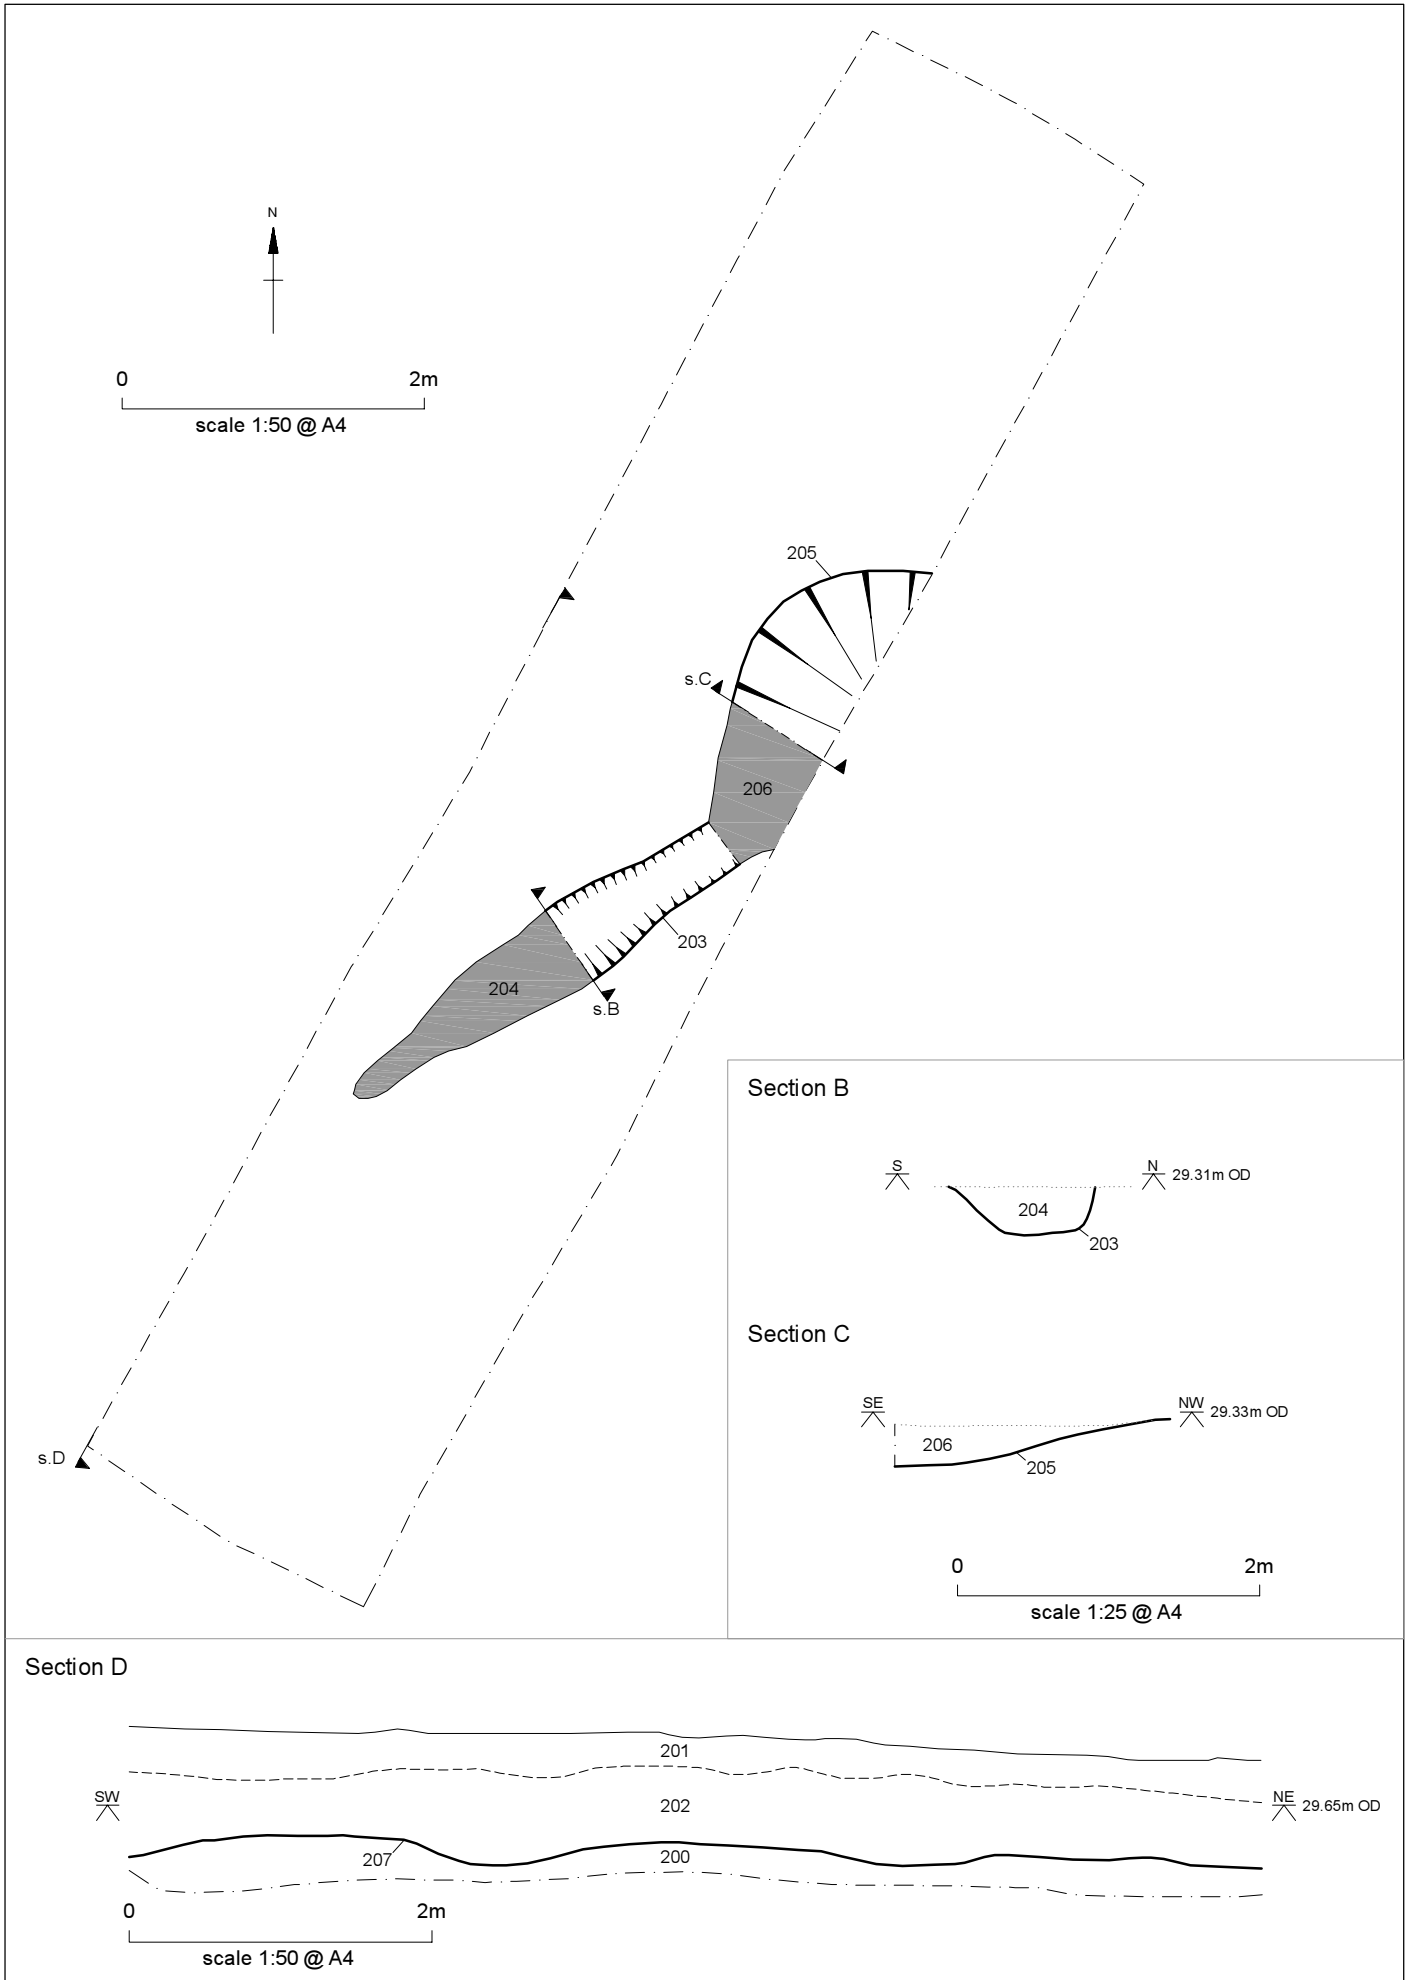 N
0 2m
scale 1:50 @ A4
205
s.C
206
203
204
s.B
s.D
Section B
S N 29.31m OD
204
203
Section C
SE NW 29.33m OD
206
205
0 2m
scale 1:25 @ A4
Section D
201
SW 202 NE 29.65m OD
207 200
0 2m
scale 1:50 @ A4